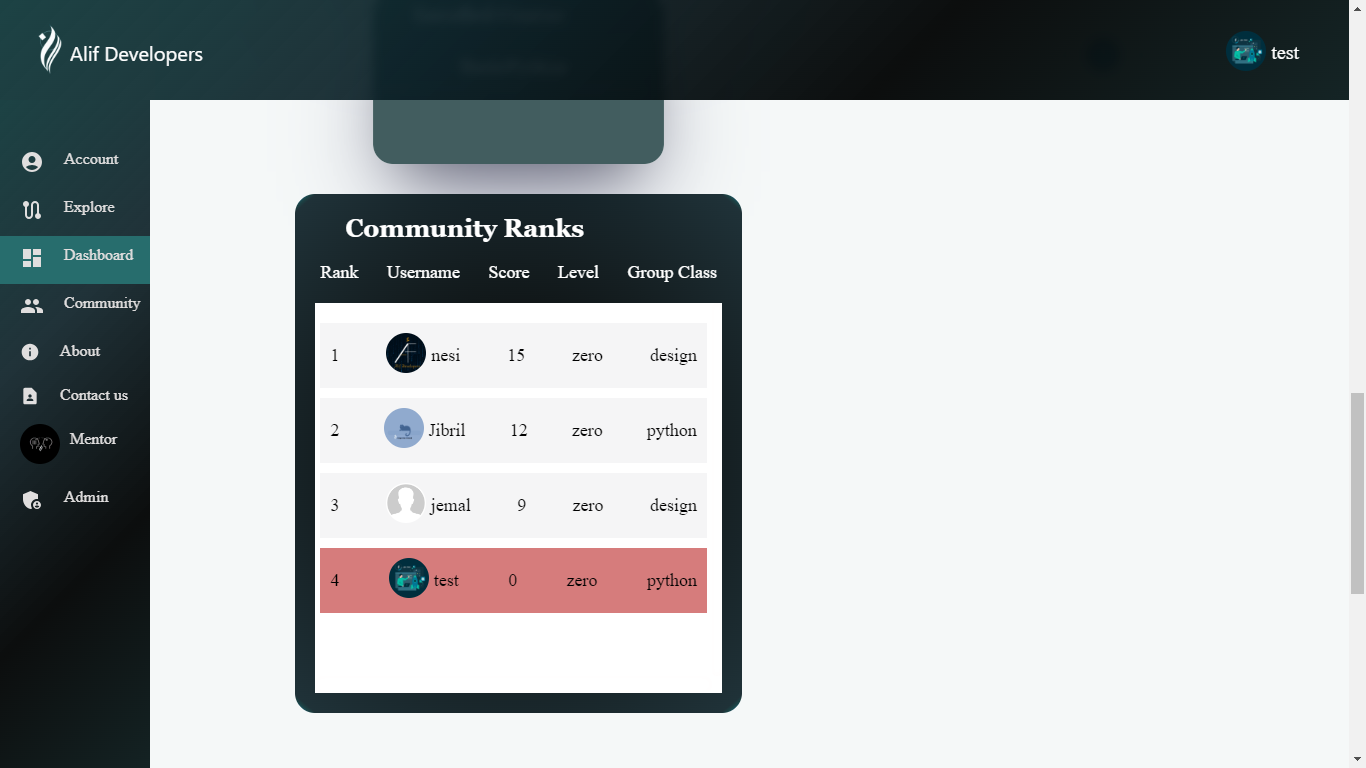 Alif Developers
test
Account
Explore
Dashboard
Community
About
Contact us
Mentor
Admin
Community Ranks
Rank Username Score Level Group Class
1 nesi 15 zero design
2 Jibril 12 zero python
3 jemal 9 zero design
4 test 0 zero python